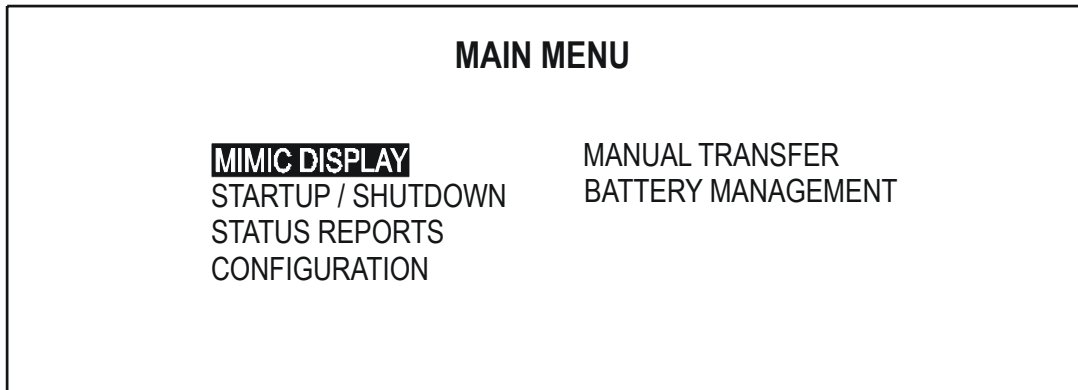 MAIN MENU
MIMIC DISPLAY
STARTUP / SHUTDOWN
STATUS REPORTS
CONFIGURATION
MANUAL TRANSFER
BATTERY MANAGEMENT